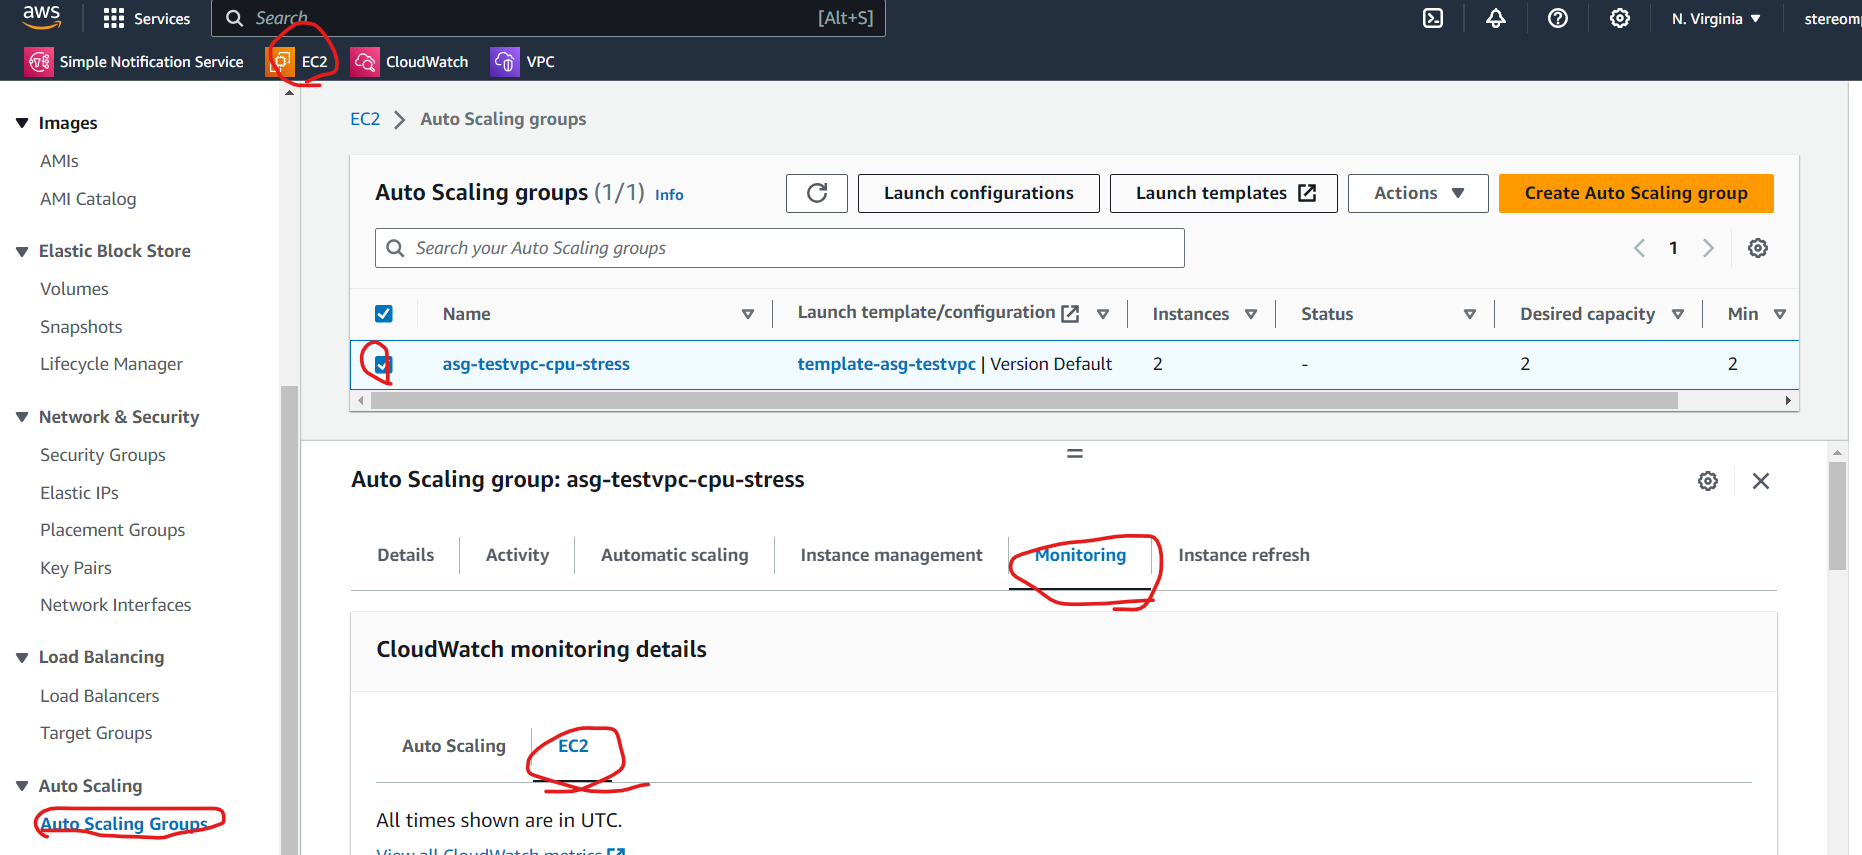 aws
Services
Search
[Alt+S]
N. Virginia
stereom
Simple Notification Service
EC2
CloudWatch
VPC
Images
AMIs
AMI Catalog
Elastic Block Store
Volumes
Snapshots
Lifecycle Manager
Network & Security
Security Groups
Elastic IPs
Placement Groups
Key Pairs
Network Interfaces
Load Balancing
Load Balancers
Target Groups
Auto Scaling
Auto Scaling Groups
EC2 > Auto Scaling groups
Auto Scaling groups (1/1) Info
Launch configurations
Launch templates
Actions
Create Auto Scaling group
Search your Auto Scaling groups
1
Name Launch template/configuration Instances Status Desired capacity Min
asg-testvpc-cpu-stress template-asg-testvpc | Version Default 2 - 2 2
Auto Scaling group: asg-testvpc-cpu-stress
Details Activity Automatic scaling Instance management Monitoring Instance refresh
CloudWatch monitoring details
Auto Scaling EC2
All times shown are in UTC.
View all CloudWatch metrics